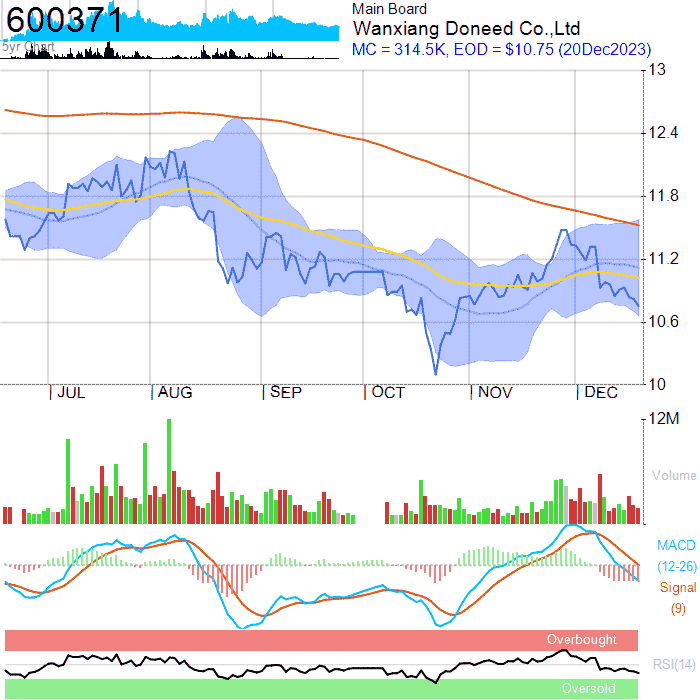 600371
5yr Chart
Main Board
Wanxiang Doneed Co.,Ltd
MC = 314.5K, EOD = $10.75 (20Dec2023)
13
12.4
11.8
11.2
10.6
10
JUL AUG SEP OCT NOV DEC
12M
Volume
MACD
(12-26)
Signal
(9)
Overbought
RSI(14)
Oversold